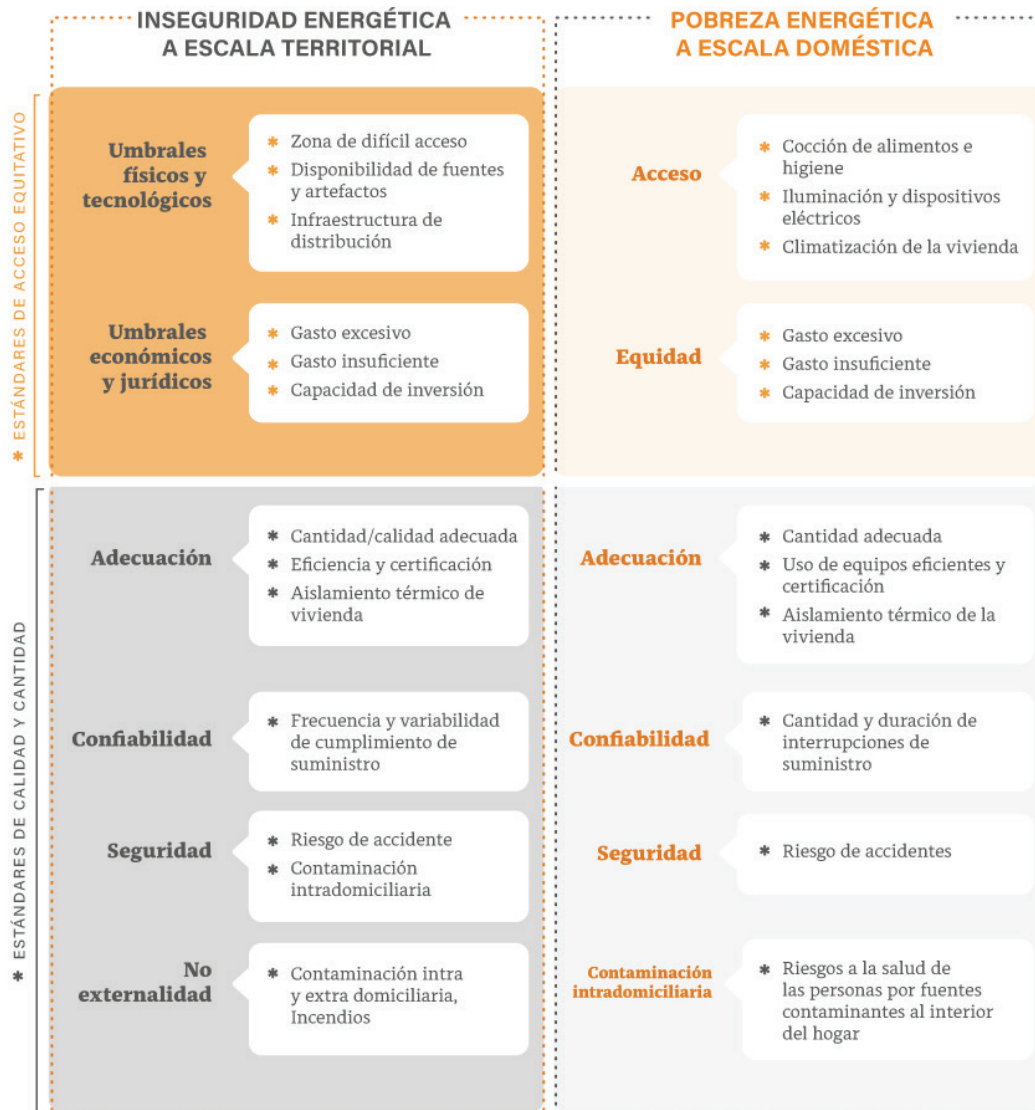 INSEGURIDAD ENERGÉTICA
A ESCALA TERRITORIAL
POBREZA ENERGÉTICA
A ESCALA DOMÉSTICA
* ESTÁNDARES DE ACCESO EQUITATIVO
Umbrales
físicos y
tecnológicos
* Zona de difícil acceso
* Disponibilidad de fuentes
y artefactos
* Infraestructura de
distribución
Acceso
* Cocción de alimentos e
higiene
* Iluminación y dispositivos
eléctricos
* Climatización de la vivienda
Umbrales
económicos
y jurídicos
* Gasto excesivo
* Gasto insuficiente
* Capacidad de inversión
Equidad
* Gasto excesivo
* Gasto insuficiente
* Capacidad de inversión
* ESTÁNDARES DE CALIDAD Y CANTIDAD
Adecuación
* Cantidad/calidad adecuada
* Eficiencia y certificación
* Aislamiento térmico de
vivienda
Adecuación
* Cantidad adecuada
* Uso de equipos eficientes y
certificación
* Aislamiento térmico de la
vivienda
Confiabilidad
* Frecuencia y variabilidad
de cumplimiento de
suministro
Confiabilidad
* Cantidad y duración de
interrupciones de
suministro
Seguridad
* Riesgo de accidente
* Contaminación
intradomiciliaria
Seguridad
* Riesgo de accidentes
No
externalidad
* Contaminación intra
y extra domiciliaria,
Incendios
Contaminación
intradomiciliaria
* Riesgos a la salud de
las personas por fuentes
contaminantes al interior
del hogar